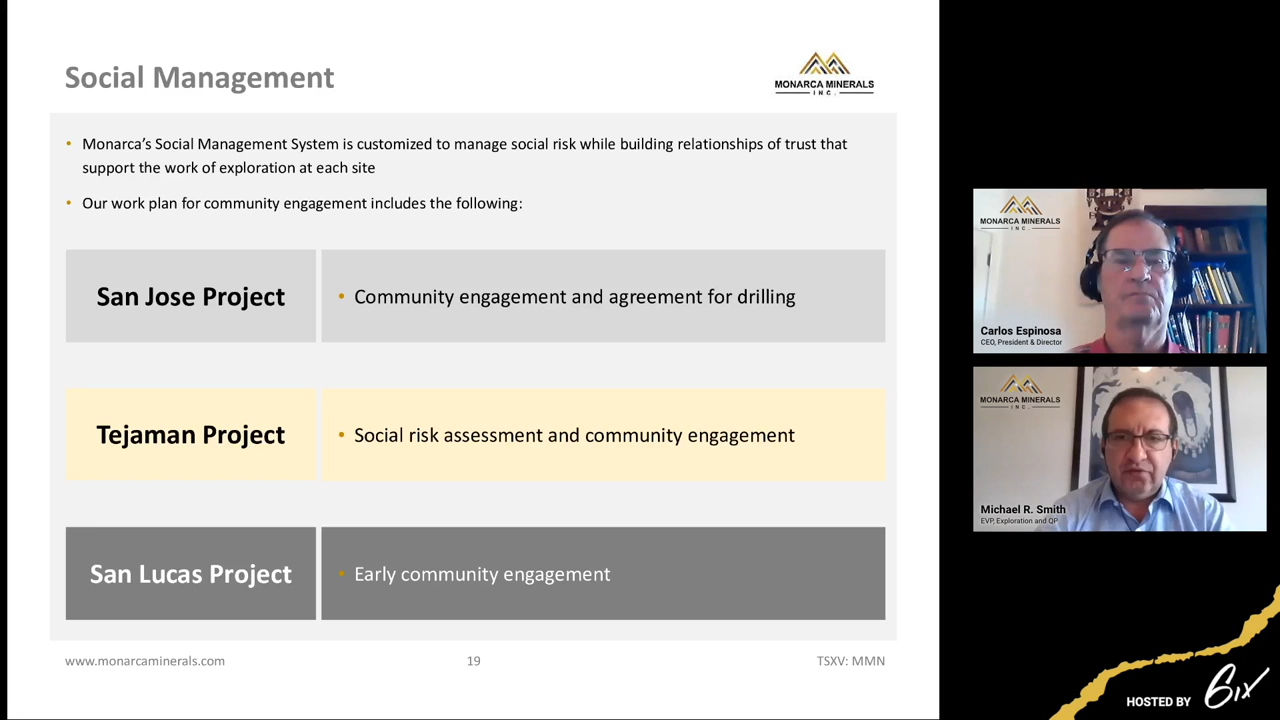 Social Management
MONARCA MINERALS
INC.
• Monarca's Social Management System is customized to manage social risk while building relationships of trust that
support the work of exploration at each site
• Our work plan for community engagement includes the following:
San Jose Project
• Community engagement and agreement for drilling
Tejaman Project
• Social risk assessment and community engagement
San Lucas Project
• Early community engagement
www.monarcaminerals.com
19
TSXV: MMN
MONARCA MINERALS
INC.
Carlos Espinosa
CEO, President & Director
MONARCA MINERALS
INC.
Michael R. Smith
EVP, Exploration and QP
HOSTED BY
6ix